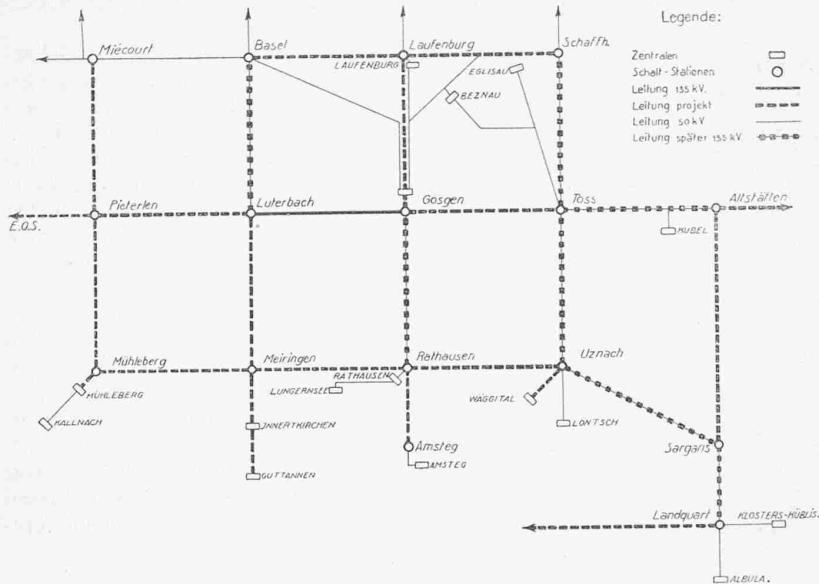 Legende:
Miécourt
Basel
Laufenburg
Schaffh.
LAUFENBURG
EGLISAU
BEZNAU
Zentralen
Schalt-Stationen
Leitung 135 kV.
Leitung projekt
Leitung 50 kV
Leitung später 135 kV
Pieterlen
Luterbach
Gosgen
Töss
Altstätten
E.O.S.
KUBEL
Mühleberg
Meiringen
Rathausen
Uznach
RATHAUSEN
LUNGERNSEE
MÜHLEBERG
WÄGGITAL
KALLNACH
INNERTKIRCHEN
LONTSCH
Amsteg
Sargans
AMSTEG
GUTTANNEN
Landquart
KLOSTERS-KÜBLIS.
ALBULA.